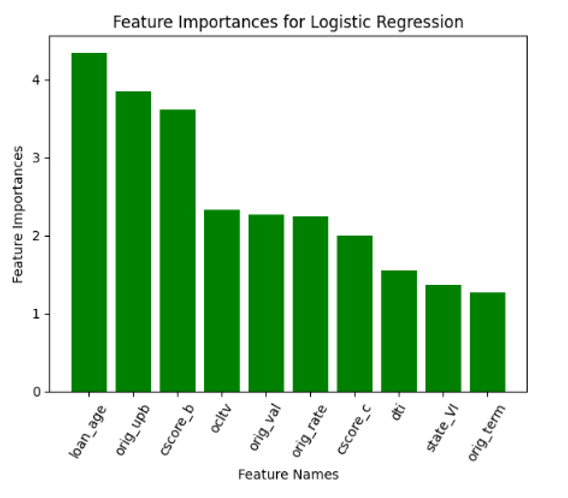 Feature Importances for Logistic Regression
Feature Importances
4
3
2
1
0
loan_age
orig_upb
cscore_b
ocltv
orig_val
orig_rate
cscore_c
dti
state_VI
orig_term
Feature Names